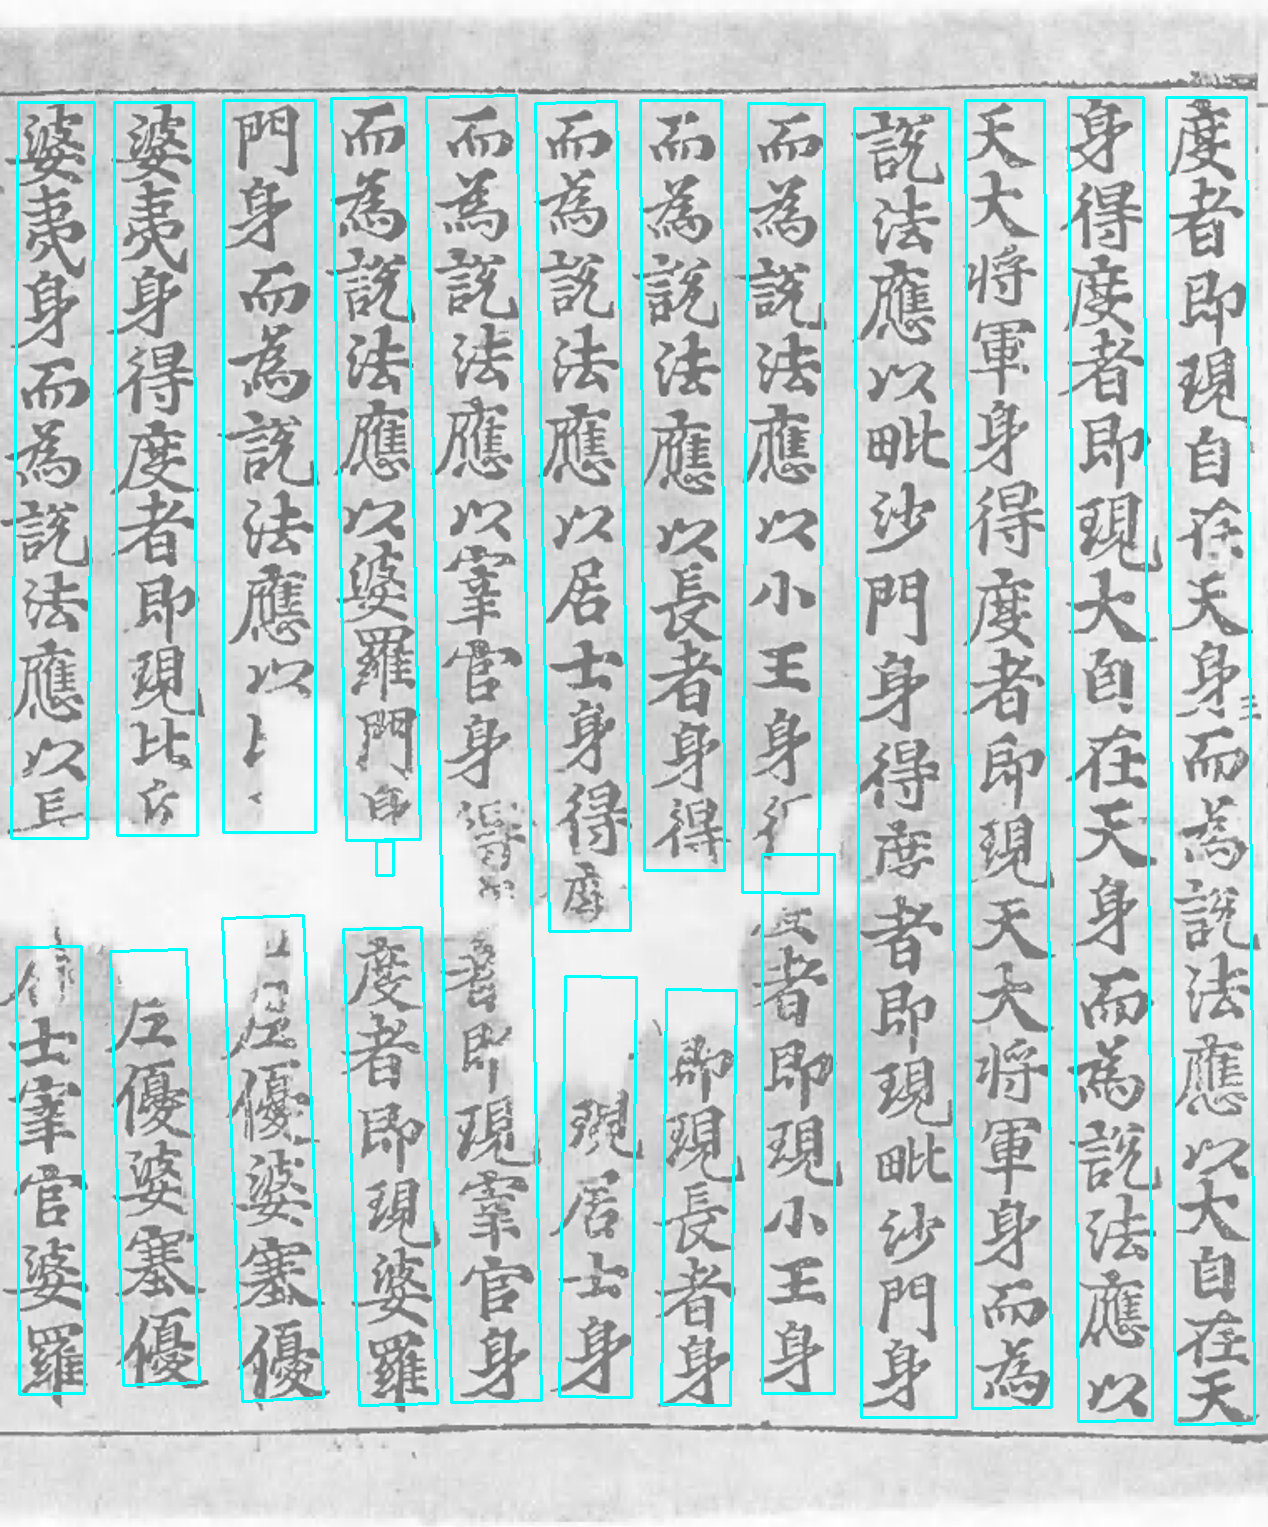 度者即現自在天身而為說法應以大自在天
身得度者即現大自在天身而為說法應以
天大將軍身得度者即現天大將軍身而為
說法應以毗沙門身得度者即現毗沙門身
而為說法應以小王身
度者即現小王身
而為說法應以長者身得
即現長者身
而為說法應以居士身得度
現居士身
而為說法應以宰官身得即者即現宰官身
而為說法應以婆羅門身
度者即現婆羅
門身而為說法應以比
尼優婆塞優
婆夷身得度者即現比丘
尼優婆塞優
婆夷身而為說法應以長
士宰官婆羅